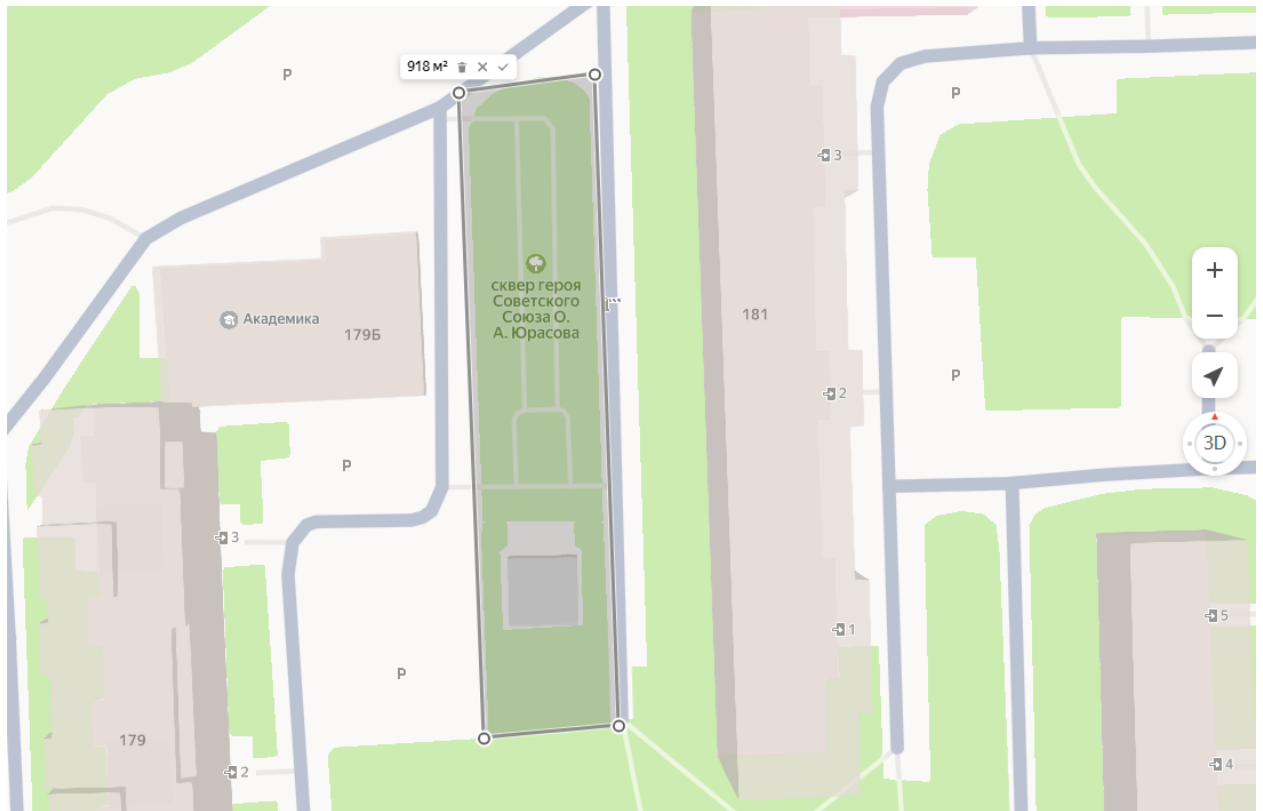 918 м²
P
P
3
3
сквер героя
Советского
Союза О.
А. Юрасова
Академика
179Б
181
2
P
3D
P
3
5
1
P
179
2
4